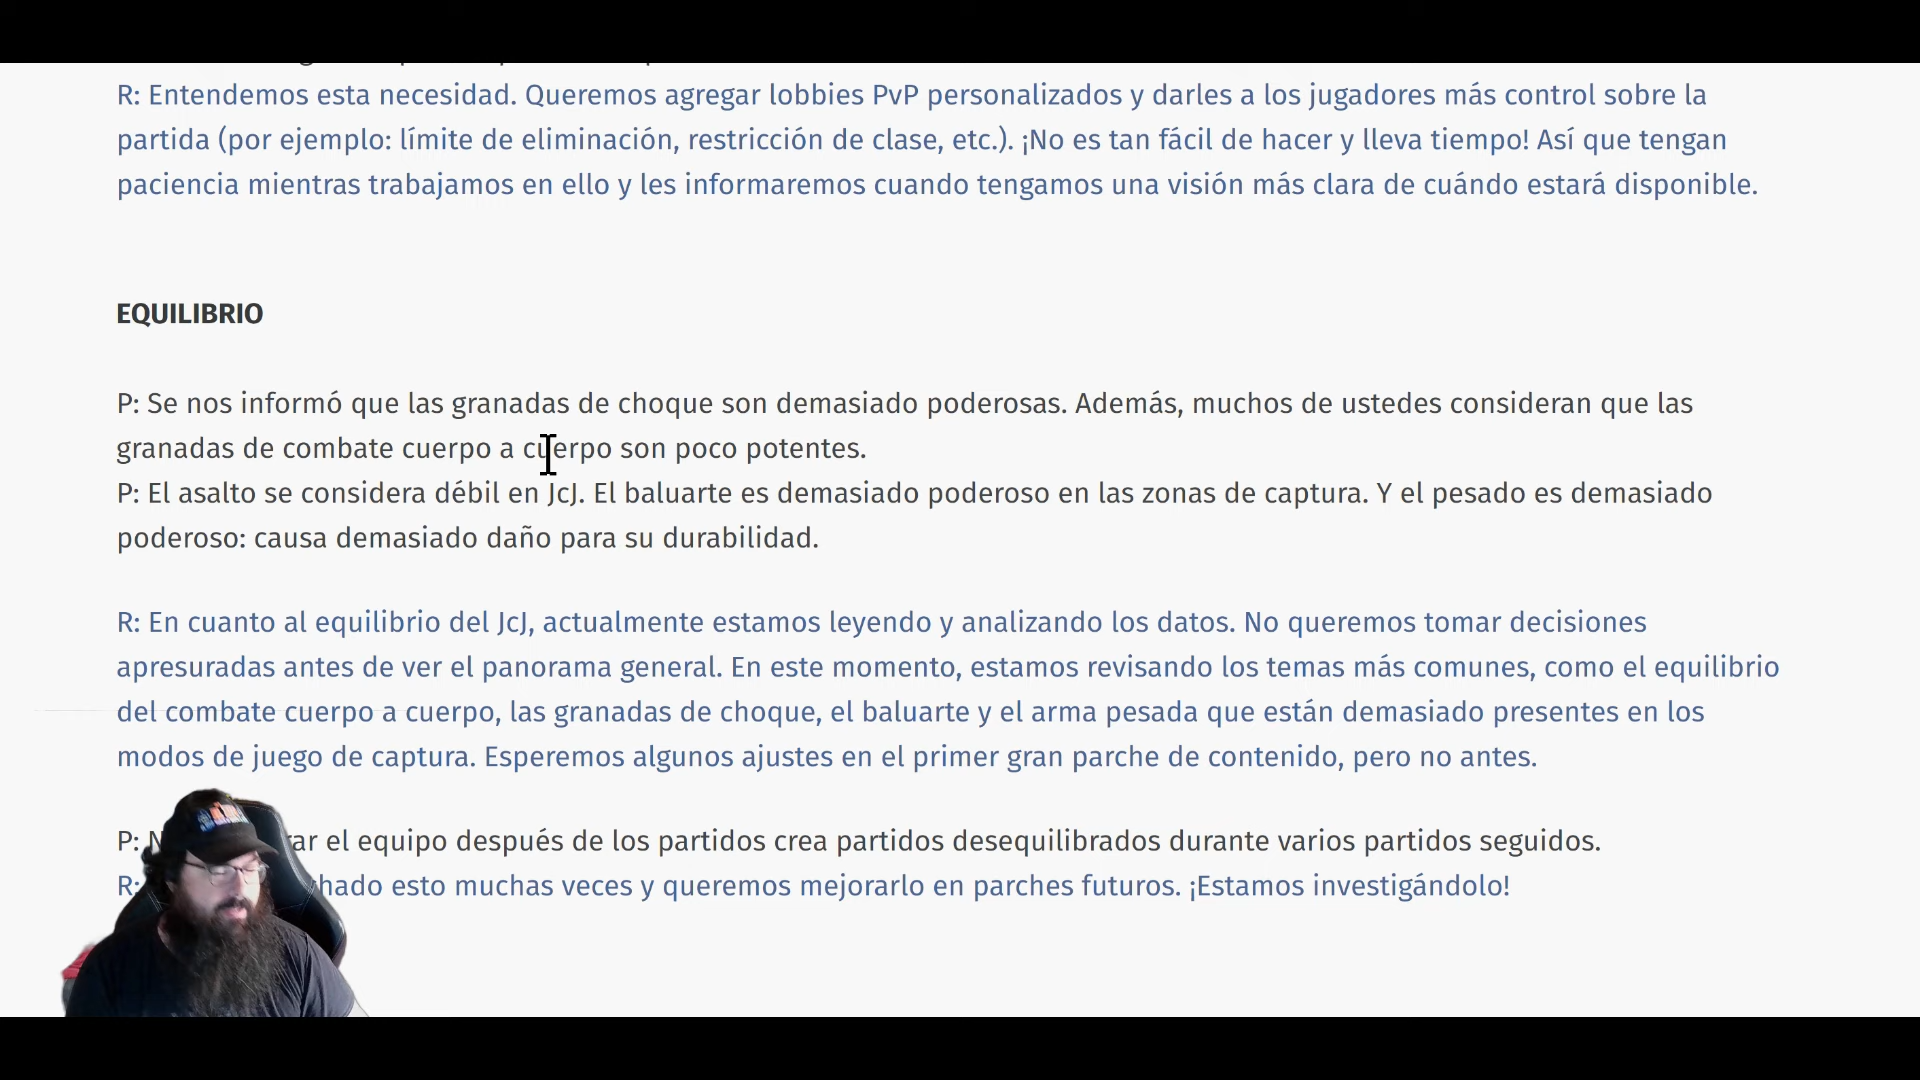 R: Entendemos esta necesidad. Queremos agregar lobbies PvP personalizados y darles a los jugadores más control sobre la
partida (por ejemplo: límite de eliminación, restricción de clase, etc.). ¡No es tan fácil de hacer y lleva tiempo! Así que tengan
paciencia mientras trabajamos en ello y les informaremos cuando tengamos una visión más clara de cuándo estará disponible.
EQUILIBRIO
P: Se nos informó que las granadas de choque son demasiado poderosas. Además, muchos de ustedes consideran que las
granadas de combate cuerpo a cuerpo son poco potentes.
P: El asalto se considera débil en JcJ. El baluarte es demasiado poderoso en las zonas de captura. Y el pesado es demasiado
poderoso: causa demasiado daño para su durabilidad.
R: En cuanto al equilibrio del JcJ, actualmente estamos leyendo y analizando los datos. No queremos tomar decisiones
apresuradas antes de ver el panorama general. En este momento, estamos revisando los temas más comunes, como el equilibrio
del combate cuerpo a cuerpo, las granadas de choque, el baluarte y el arma pesada que están demasiado presentes en los
modos de juego de captura. Esperemos algunos ajustes en el primer gran parche de contenido, pero no antes.
P: el equipo después de los partidos crea partidos desequilibrados durante varios partidos seguidos.
R: esto muchas veces y queremos mejorarlo en parches futuros. ¡Estamos investigándolo!